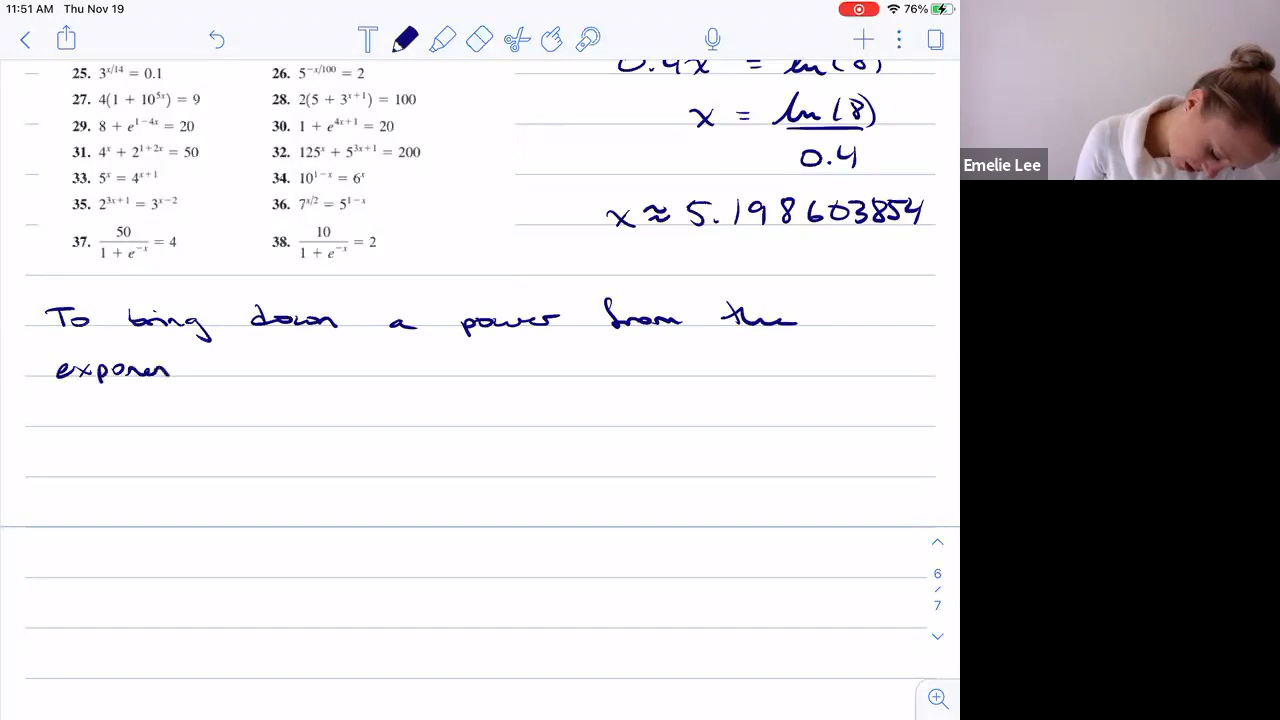 11:51 AM Thu Nov 19
76%
25. 3^{x/14} = 0.1
26. 5^{-x/100} = 2
27. 4(1 + 10^{5x}) = 9
28. 2(5 + 3^{x+1}) = 100
29. 8 + e^{1-4x} = 20
30. 1 + e^{4x+1} = 20
31. 4^x + 2^{1+2x} = 50
32. 125^x + 5^{3x+1} = 200
33. 5^x = 4^{x+1}
34. 10^{1-x} = 6^x
35. 2^{3x+1} = 3^{x-2}
36. 7^{x/2} = 5^{1-x}
37. 50/(1 + e^{-x}) = 4
38. 10/(1 + e^{-x}) = 2
0.4x = ln(8)
x = ln(8)/0.4
x ≈ 5.198603854
To bring down a power from the
exponen
6/7
Emelie Lee